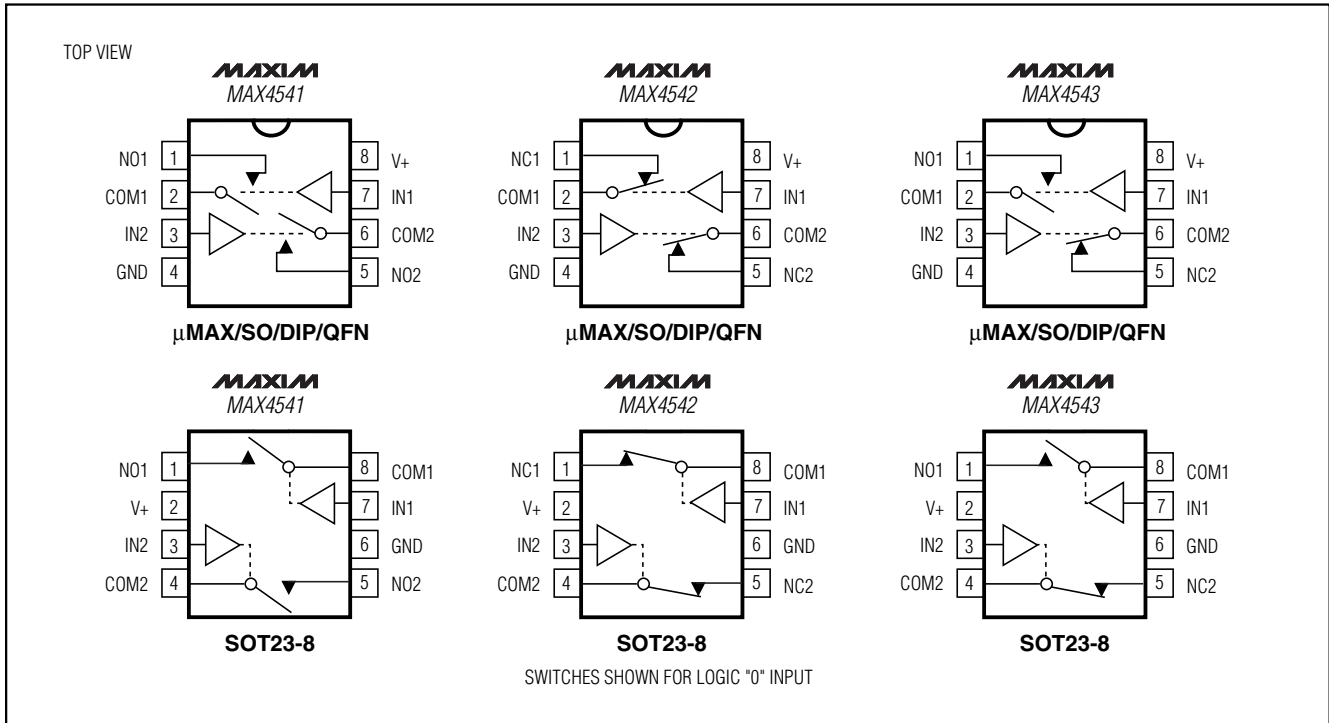 TOP VIEW
MAXIM
MAX4541
NO1 1
COM1 2
IN2 3
GND 4
8 V+
7 IN1
6 COM2
5 NO2
µMAX/SO/DIP/QFN
MAXIM
MAX4542
NC1 1
COM1 2
IN2 3
GND 4
8 V+
7 IN1
6 COM2
5 NC2
µMAX/SO/DIP/QFN
MAXIM
MAX4543
NO1 1
COM1 2
IN2 3
GND 4
8 V+
7 IN1
6 COM2
5 NC2
µMAX/SO/DIP/QFN
MAXIM
MAX4541
NO1 1
V+ 2
IN2 3
COM2 4
8 COM1
7 IN1
6 GND
5 NO2
SOT23-8
MAXIM
MAX4542
NC1 1
V+ 2
IN2 3
COM2 4
8 COM1
7 IN1
6 GND
5 NC2
SOT23-8
MAXIM
MAX4543
NO1 1
V+ 2
IN2 3
COM2 4
8 COM1
7 IN1
6 GND
5 NC2
SOT23-8
SWITCHES SHOWN FOR LOGIC "0" INPUT